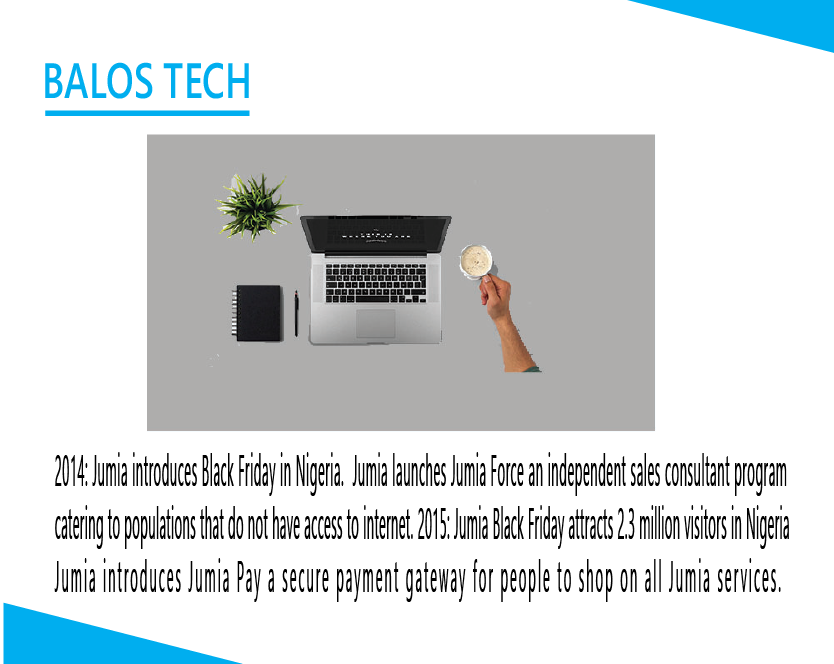 BALOS TECH
2014: Jumia introduces Black Friday in Nigeria. Jumia launches Jumia Force an independent sales consultant program
catering to populations that do not have access to internet. 2015: Jumia Black Friday attracts 2.3 million visitors in Nigeria
Jumia introduces Jumia Pay a secure payment gateway for people to shop on all Jumia services.